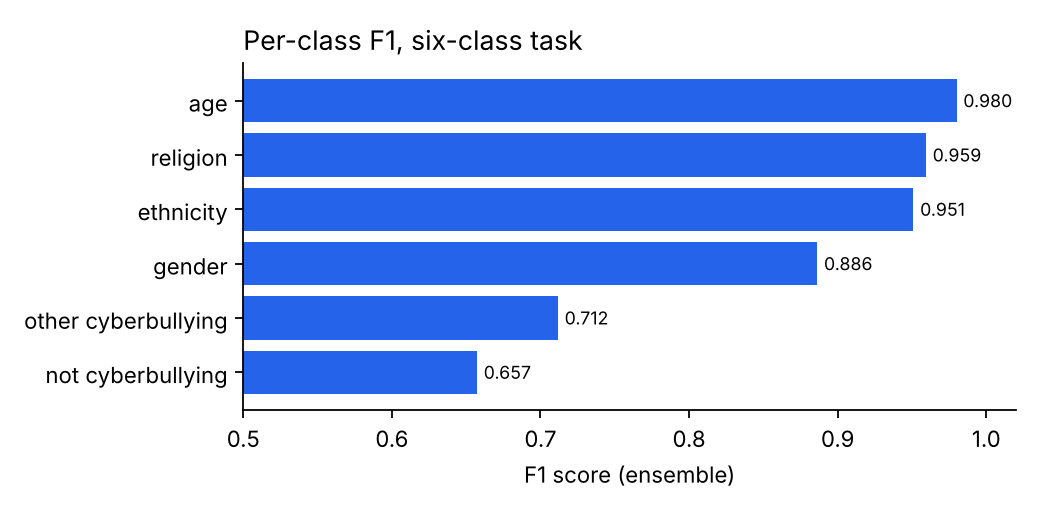 Per-class F1, six-class task
age
0.980
religion
0.959
ethnicity
0.951
gender
0.886
other cyberbullying
0.712
not cyberbullying
0.657
0.5 0.6 0.7 0.8 0.9 1.0
F1 score (ensemble)